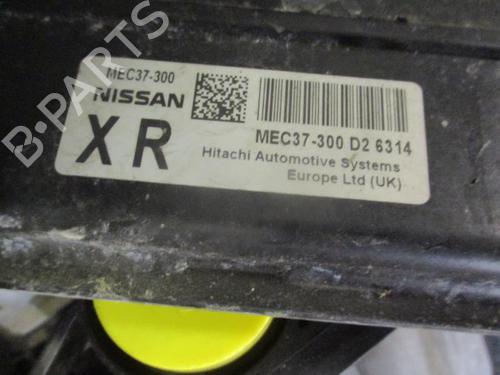 MEC37-300
NISSAN
XR
MEC37-300 D2 6314
Hitachi Automotive Systems
Europe Ltd (UK)
B-PARTS